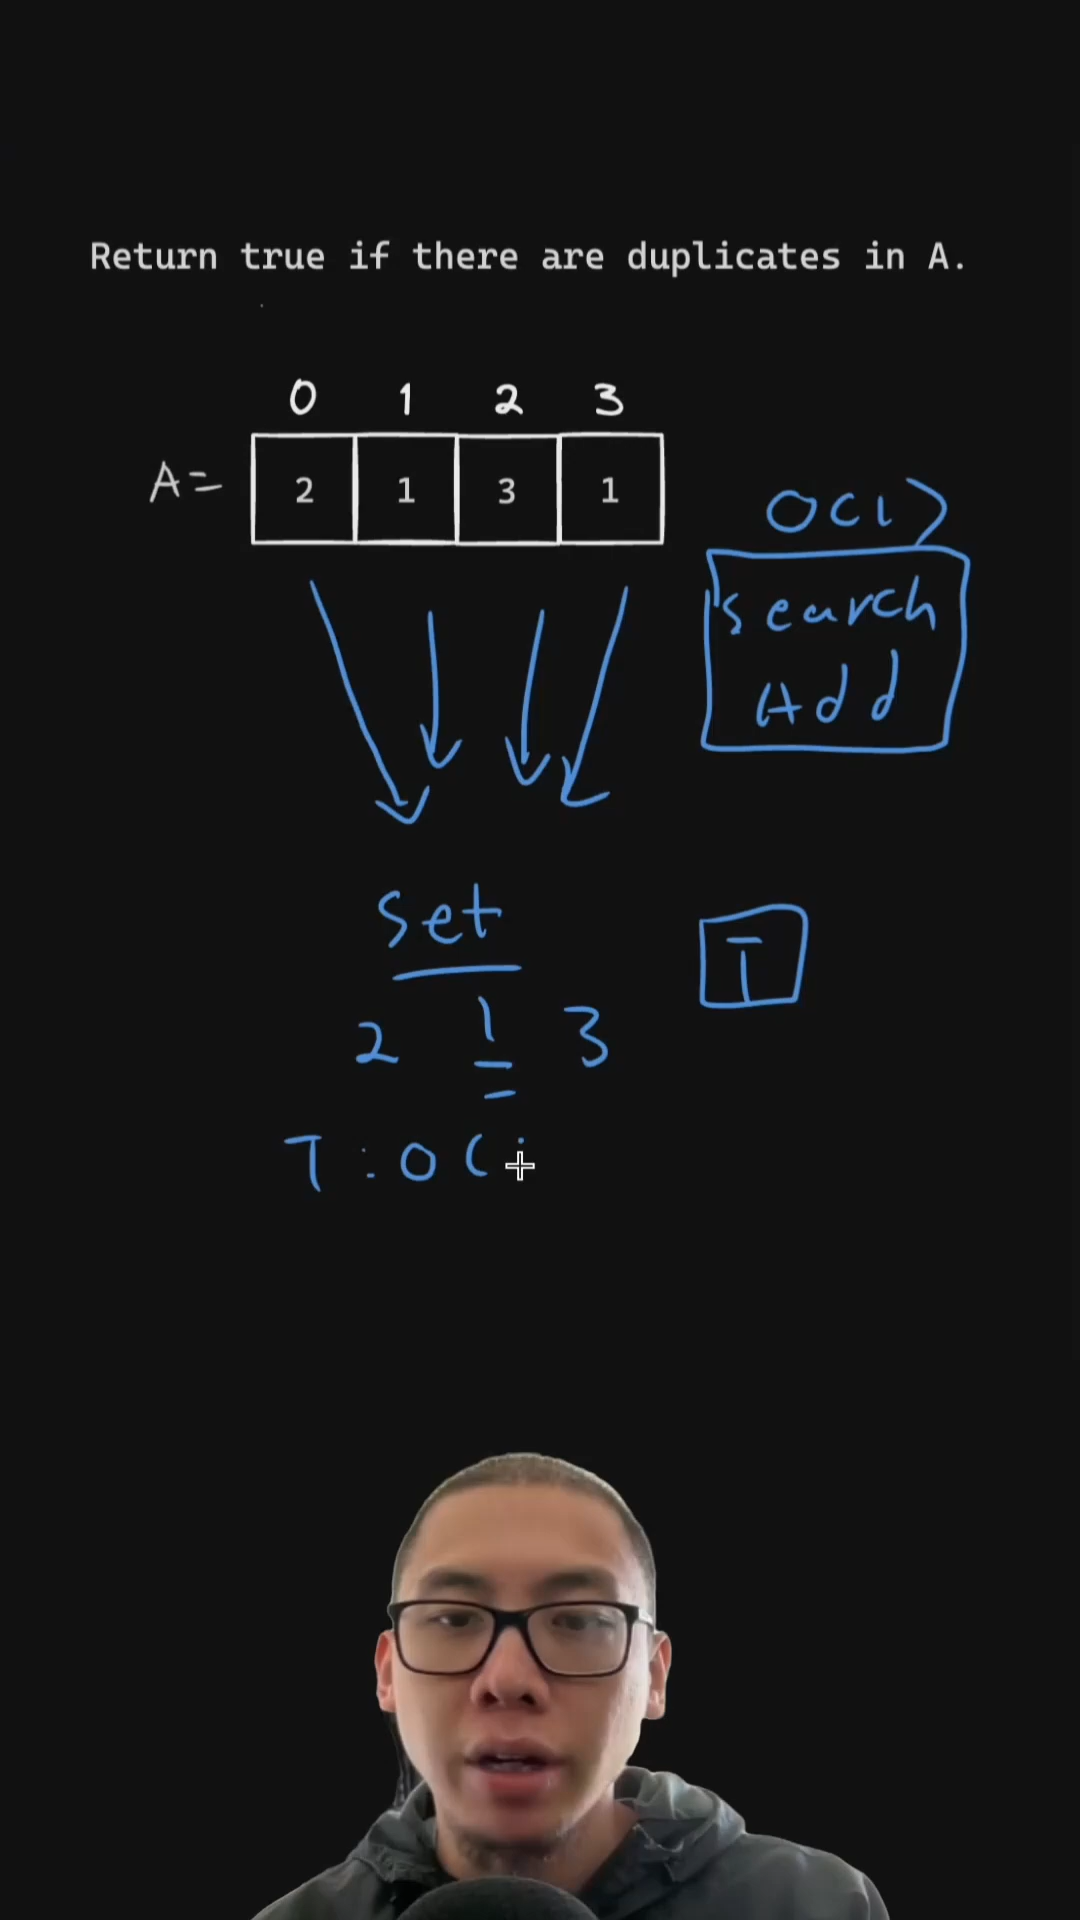 Return true if there are duplicates in A.
0 1 2 3
A= 2 1 3 1
O(1)
search
Add
set
T
2 1 3
T:O(